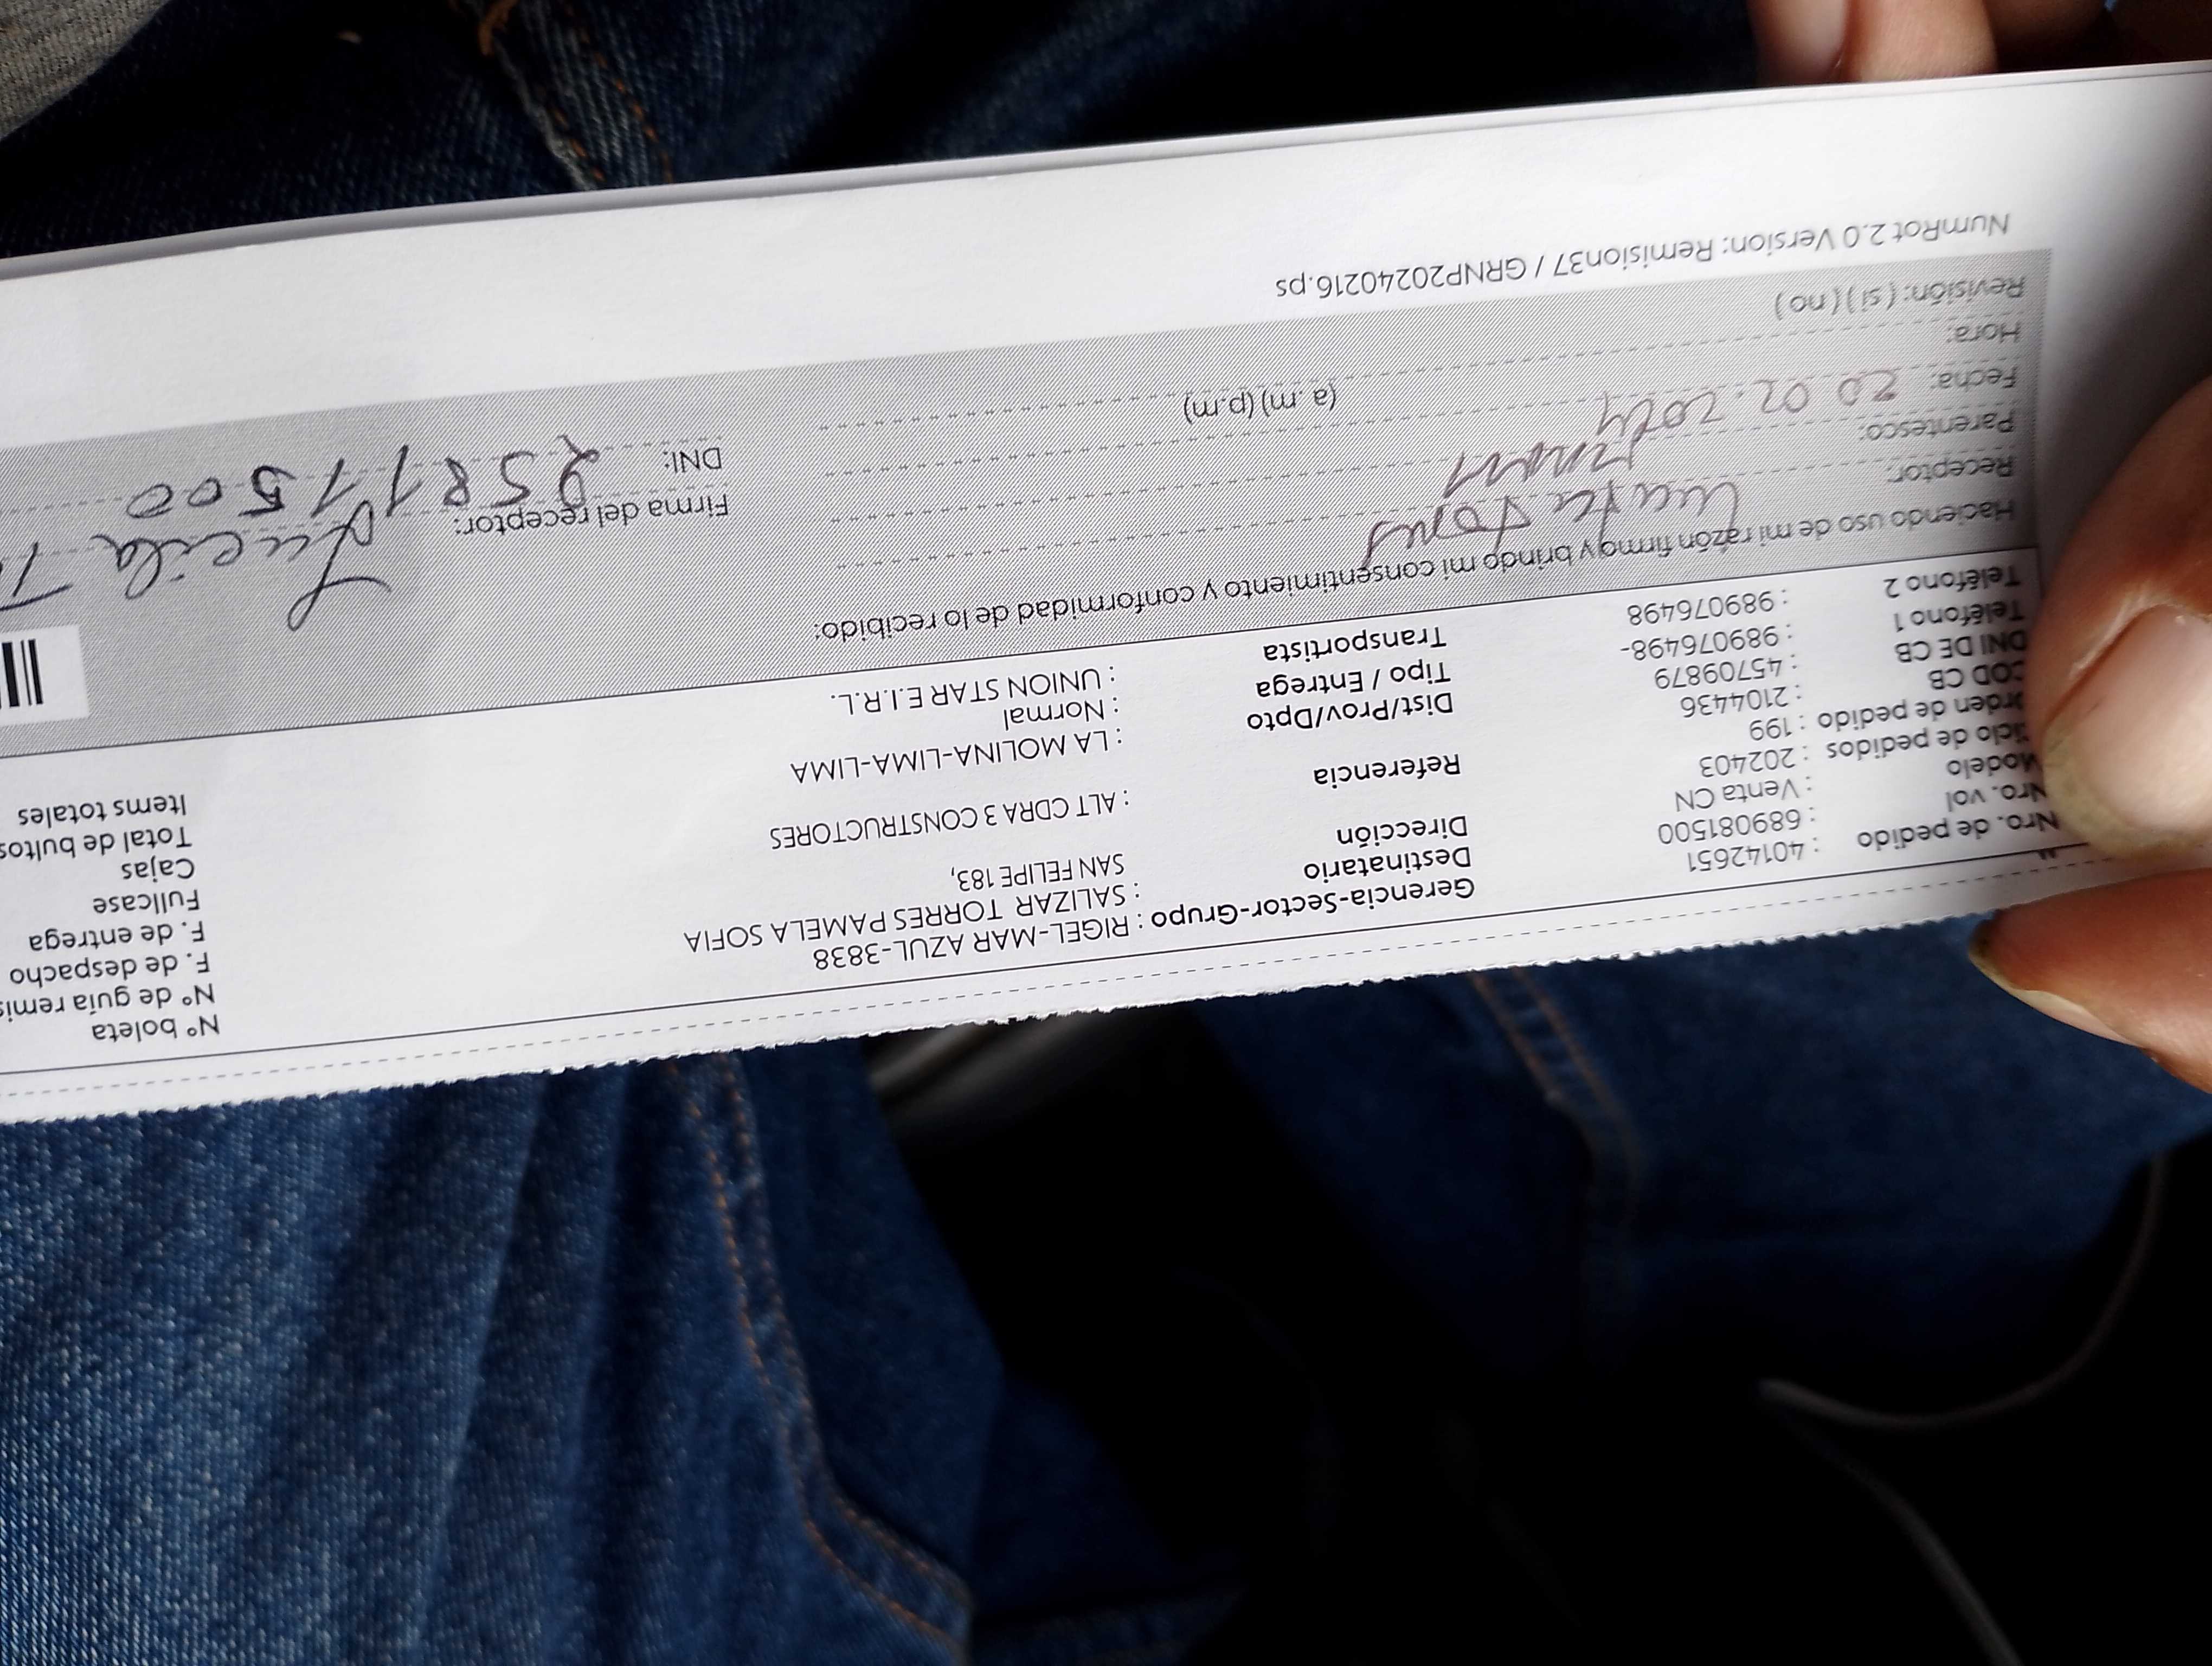 Nº boleta
Nº de guía remis
F. de despacho
F. de entrega
Fullcase
Cajas
Total de bultos
Items totales
Gerencia-Sector-Grupo : RIGEL-MAR AZUL-3838
Destinatario : SALIZAR TORRES PAMELA SOFIA
Dirección SAN FELIPE 183,
Referencia : ALT CDRA 3 CONSTRUCTORES
Dist/Prov/Dpto : LA MOLINA-LIMA-LIMA
Tipo / Entrega : Normal
Transportista : UNION STAR E.I.R.L.
Nro. de pedido : 40142651
Nro. vol : 689081500
Modelo : Venta CN
Ciclo de pedidos : 202403
Orden de pedido : 199
COD CB : 2104436
DNI DE CB : 45709879
Teléfono 1 : 989076498-
Teléfono 2 : 989076498
Haciendo uso de mi razón firmo y brindo mi consentimiento y conformidad de lo recibido:
Receptor:
Parentesco:
Fecha: 20 02. 2024
Hora: (a.m) (p.m)
Revisión: ( si ) ( no )
Firma del receptor: Lucila
DNI:
NumRot 2.0 Version: Remision37 / GRNP20240216.ps